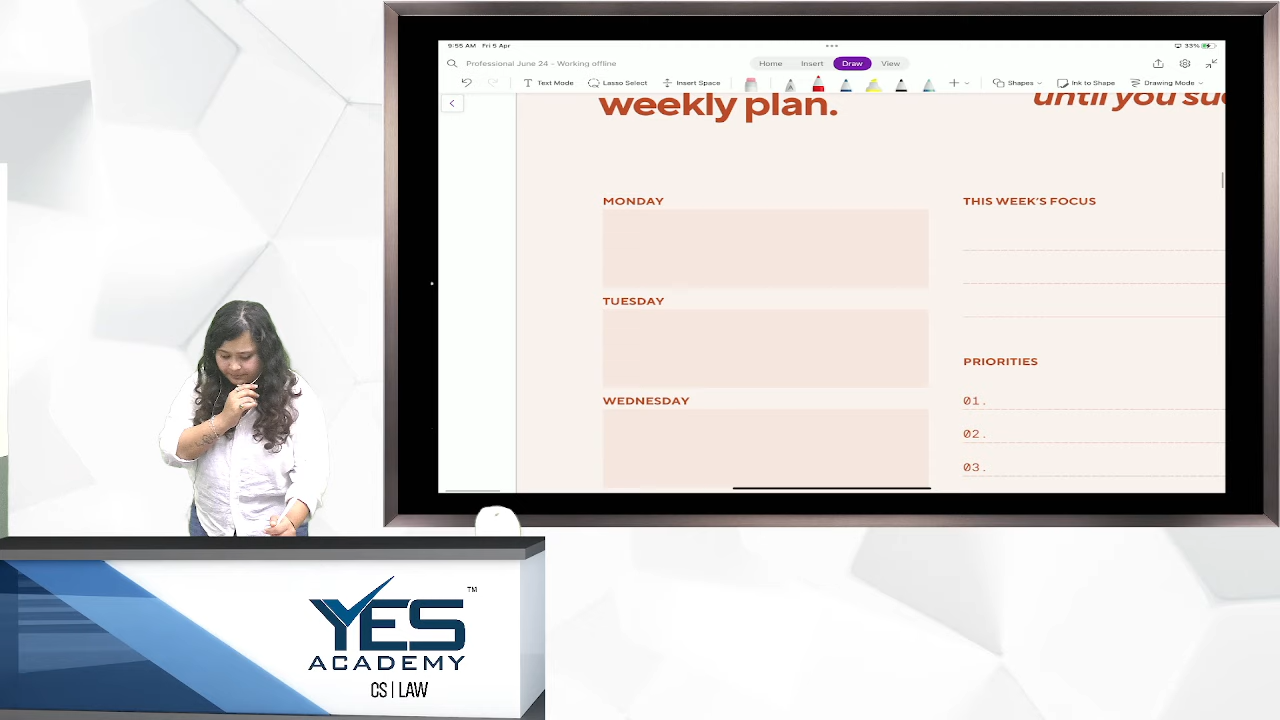 9:55 AM Fri 5 Apr
33%
Professional June 24 - Working offline
Home Insert Draw View
Text Mode Lasso Select Insert Space Shapes Ink to Shape Drawing Mode
weekly plan.
until you suc
MONDAY
THIS WEEK'S FOCUS
TUESDAY
PRIORITIES
WEDNESDAY
01.
02.
03.
YES
TM
ACADEMY
CS | LAW